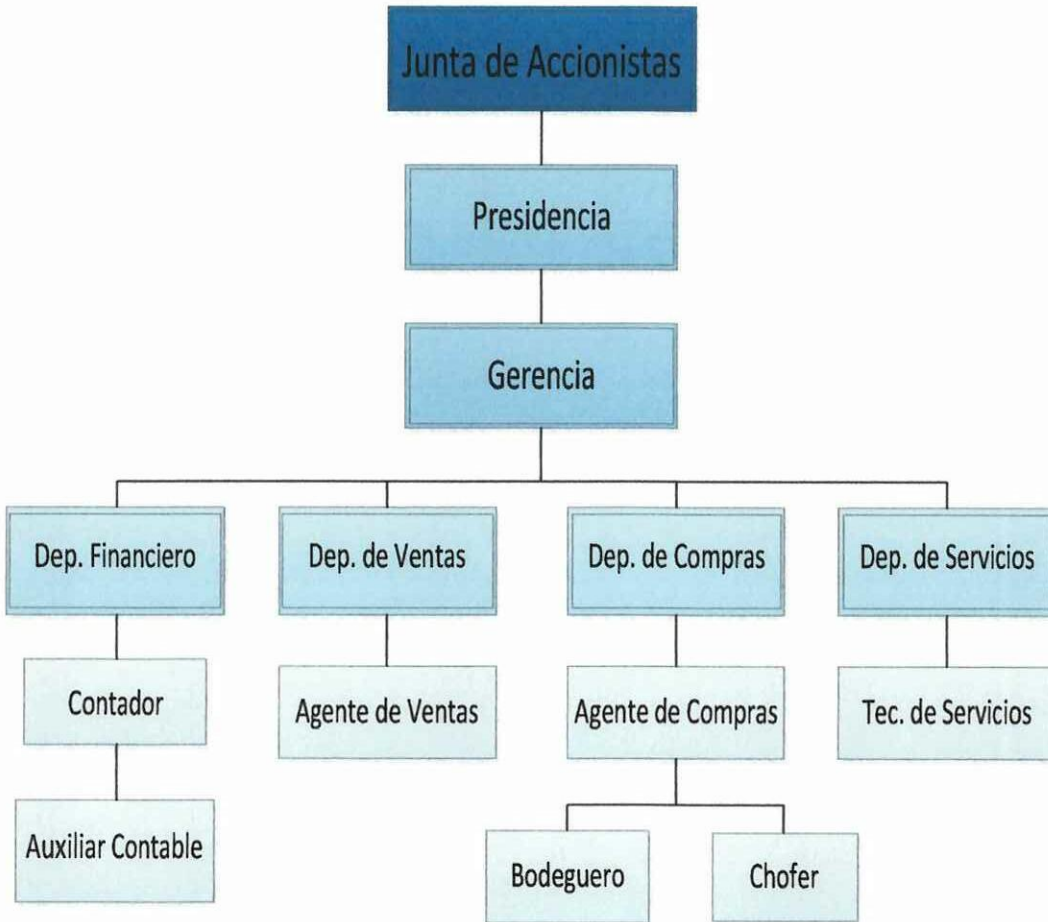 Junta de Accionistas
Presidencia
Gerencia
Dep. Financiero
Dep. de Ventas
Dep. de Compras
Dep. de Servicios
Contador
Agente de Ventas
Agente de Compras
Tec. de Servicios
Auxiliar Contable
Bodeguero
Chofer